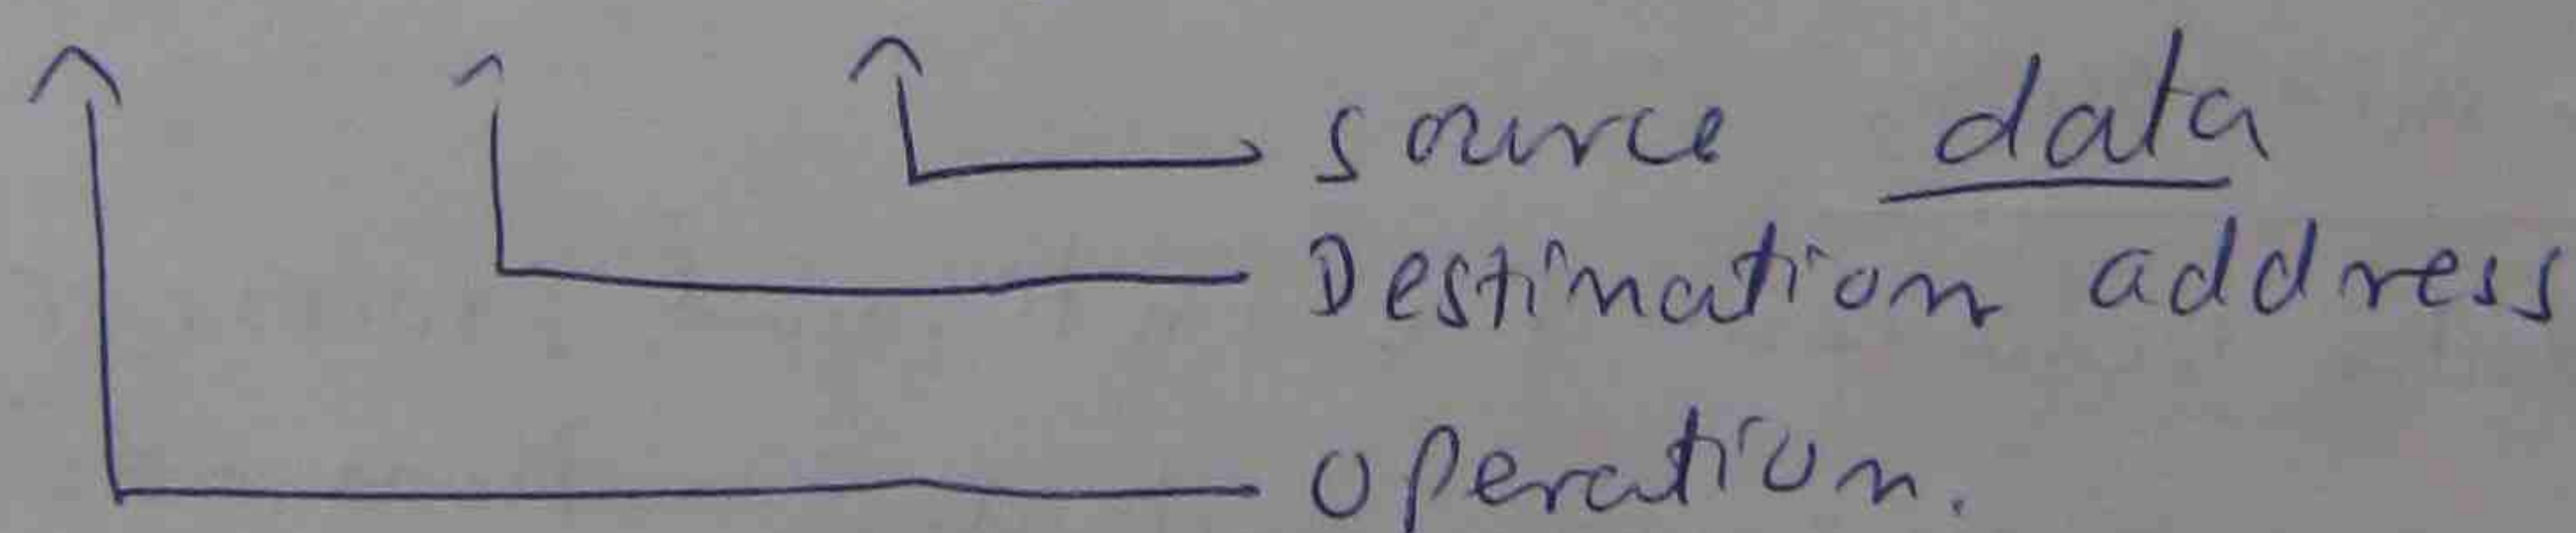 source data
Destination address
operation.